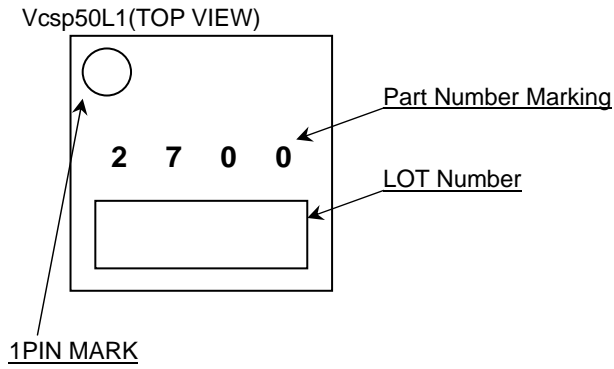 Vcsp50L1(TOP VIEW)
Part Number Marking
2 7 0 0
LOT Number
1PIN MARK